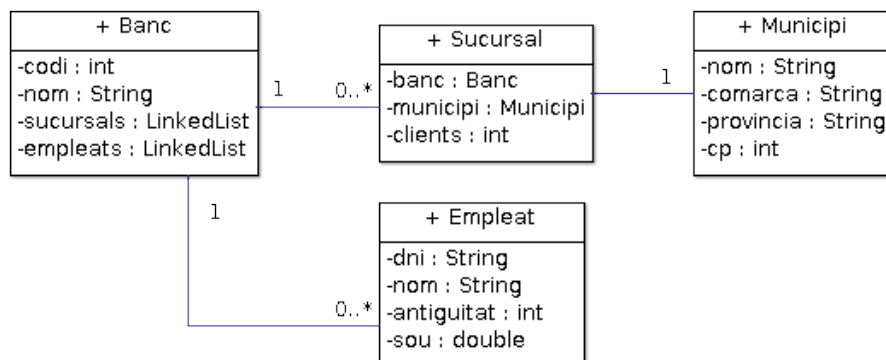 + Banc
-codi : int
-nom : String
-sucursals : LinkedList
-empleats : LinkedList
1
0..*
+ Sucursal
-banc : Banc
-municipi : Municipi
-clients : int
1
+ Municipi
-nom : String
-comarca : String
-provincia : String
-cp : int
1
0..*
+ Empleat
-dni : String
-nom : String
-antiguitat : int
-sou : double